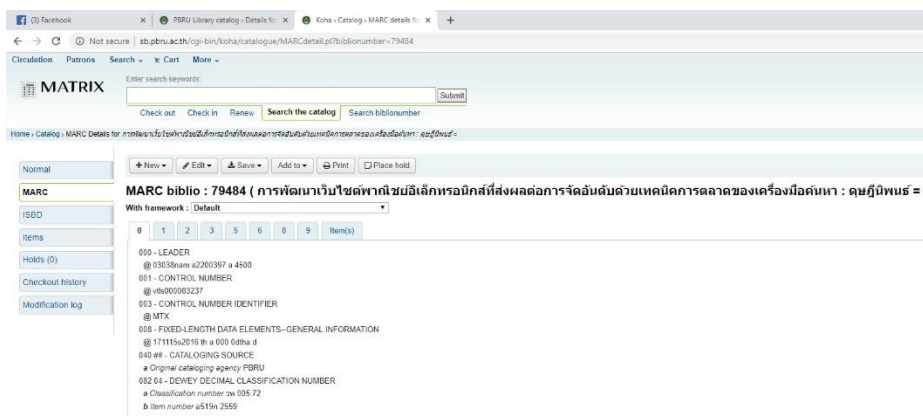 (3) Facebook
PBRU Library catalog › Details fo
Koha › Catalog › MARC details fo
Not secure | sb.pbru.ac.th/cgi-bin/koha/catalogue/MARCdetail.pl?biblionumber=79484
Circulation Patrons Search Cart More
MATRIX
Enter search keywords:
Submit
Check out Check in Renew Search the catalog Search biblionumber
Home › Catalog › MARC Details for การพัฒนาเว็บไซต์พาณิชย์อิเล็กทรอนิกส์ที่ส่งผลต่อการจัดอันดับด้วยเทคนิคการตลาดของเครื่องมือค้นหา : ดุษฎีนิพนธ์ =
Normal
MARC
ISBD
Items
Holds (0)
Checkout history
Modification log
+ New Edit Save Add to Print Place hold
MARC biblio : 79484 ( การพัฒนาเว็บไซต์พาณิชย์อิเล็กทรอนิกส์ที่ส่งผลต่อการจัดอันดับด้วยเทคนิคการตลาดของเครื่องมือค้นหา : ดุษฎีนิพนธ์ =
With framework : Default
0 1 2 3 5 6 8 9 Item(s)
000 - LEADER
@ 03038nam a2200397 a 4500
001 - CONTROL NUMBER
@ vtls000083237
003 - CONTROL NUMBER IDENTIFIER
@ MTX
008 - FIXED-LENGTH DATA ELEMENTS--GENERAL INFORMATION
@ 171115s2016 th a 000 0dtha d
040 ## - CATALOGING SOURCE
a Original cataloging agency PBRU
082 04 - DEWEY DECIMAL CLASSIFICATION NUMBER
a Classification number 005.72
b Item number 2559